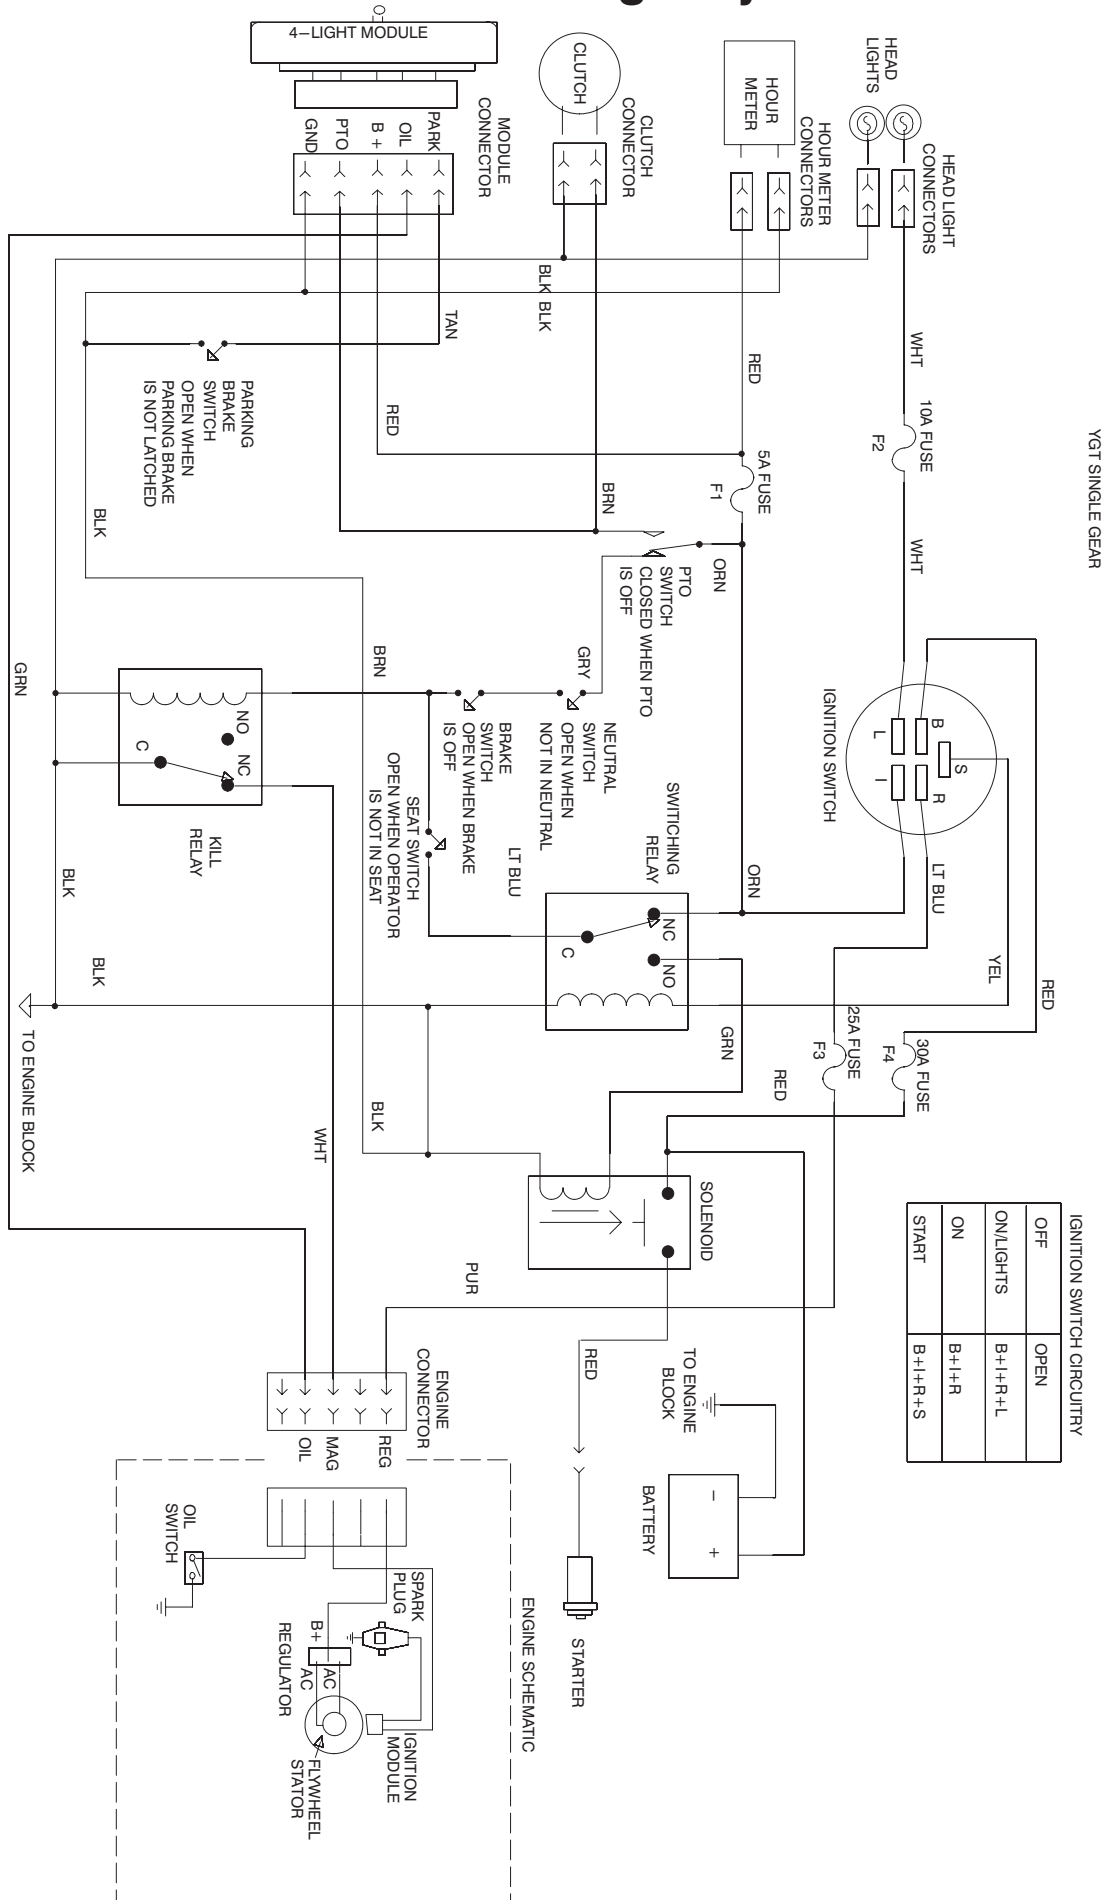 4–LIGHT MODULE
MODULE
CONNECTOR
PARK
OIL
B +
PTO
GND
CLUTCH
CLUTCH
CONNECTOR
HOUR
METER
HOUR METER
CONNECTORS
HEAD
LIGHTS
HEAD LIGHT
CONNECTORS
YGT SINGLE GEAR
BLK
BLK
TAN
RED
RED
WHT
10A FUSE
F2
WHT
5A FUSE
F1
BRN
ORN
PTO
SWITCH
CLOSED WHEN PTO
IS OFF
PARKING
BRAKE
SWITCH
OPEN WHEN
PARKING BRAKE
IS NOT LATCHED
BLK
GRN
BRN
GRY
NO
NC
C
KILL
RELAY
BRAKE
SWITCH
OPEN WHEN BRAKE
IS OFF
NEUTRAL
SWITCH
OPEN WHEN
NOT IN NEUTRAL
SEAT SWITCH
OPEN WHEN OPERATOR
IS NOT IN SEAT
LT BLU
SWITICHING
RELAY
NC
NO
C
IGNITION SWITCH
B
L
S
I
R
ORN
LT BLU
YEL
RED
BLK
BLK
TO ENGINE BLOCK
GRN
RED
25A FUSE
F3
30A FUSE
F4
BLK
WHT
SOLENOID
PUR
IGNITION SWITCH CIRCUITRY
OFF OPEN
ON/LIGHTS B+I+R+L
ON B+I+R
START B+I+R+S
RED
TO ENGINE
BLOCK
BATTERY
–
+
STARTER
ENGINE
CONNECTOR
REG
MAG
OIL
ENGINE SCHEMATIC
OIL
SWITCH
SPARK
PLUG
B+
AC
AC
REGULATOR
IGNITION
MODULE
FLYWHEEL
STATOR